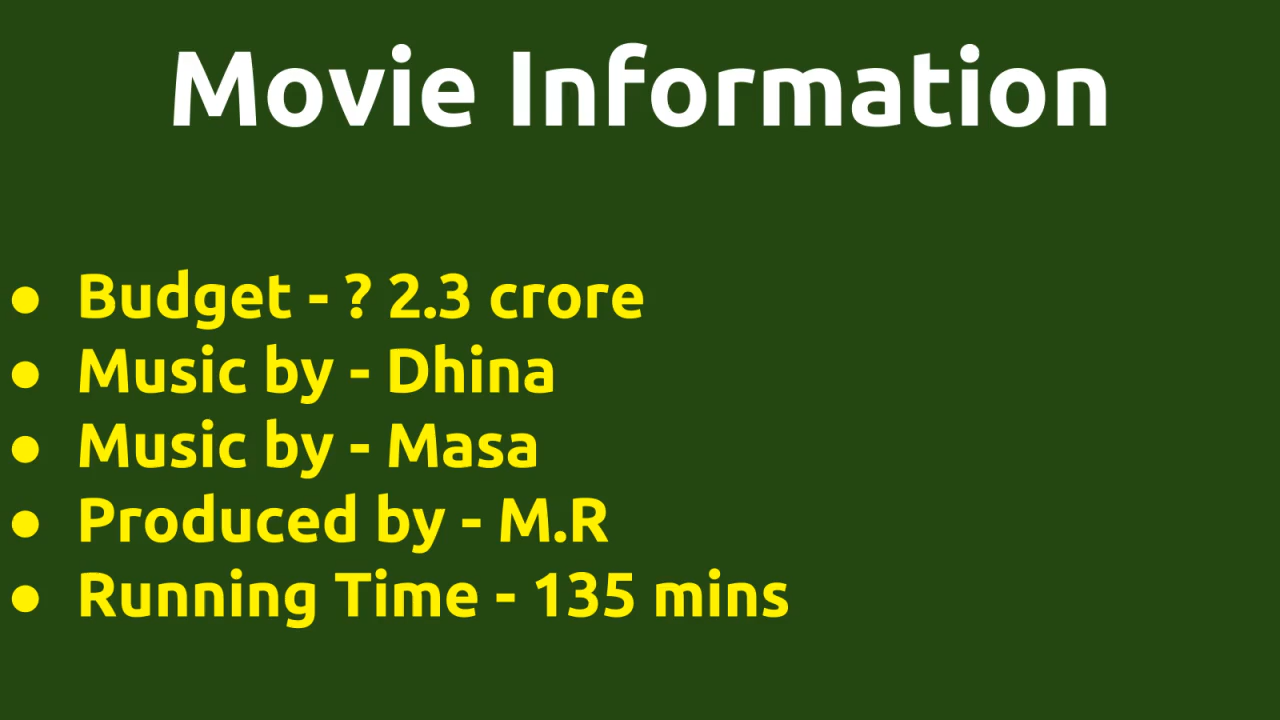 Movie Information
● Budget - ? 2.3 crore
● Music by - Dhina
● Music by - Masa
● Produced by - M.R
● Running Time - 135 mins